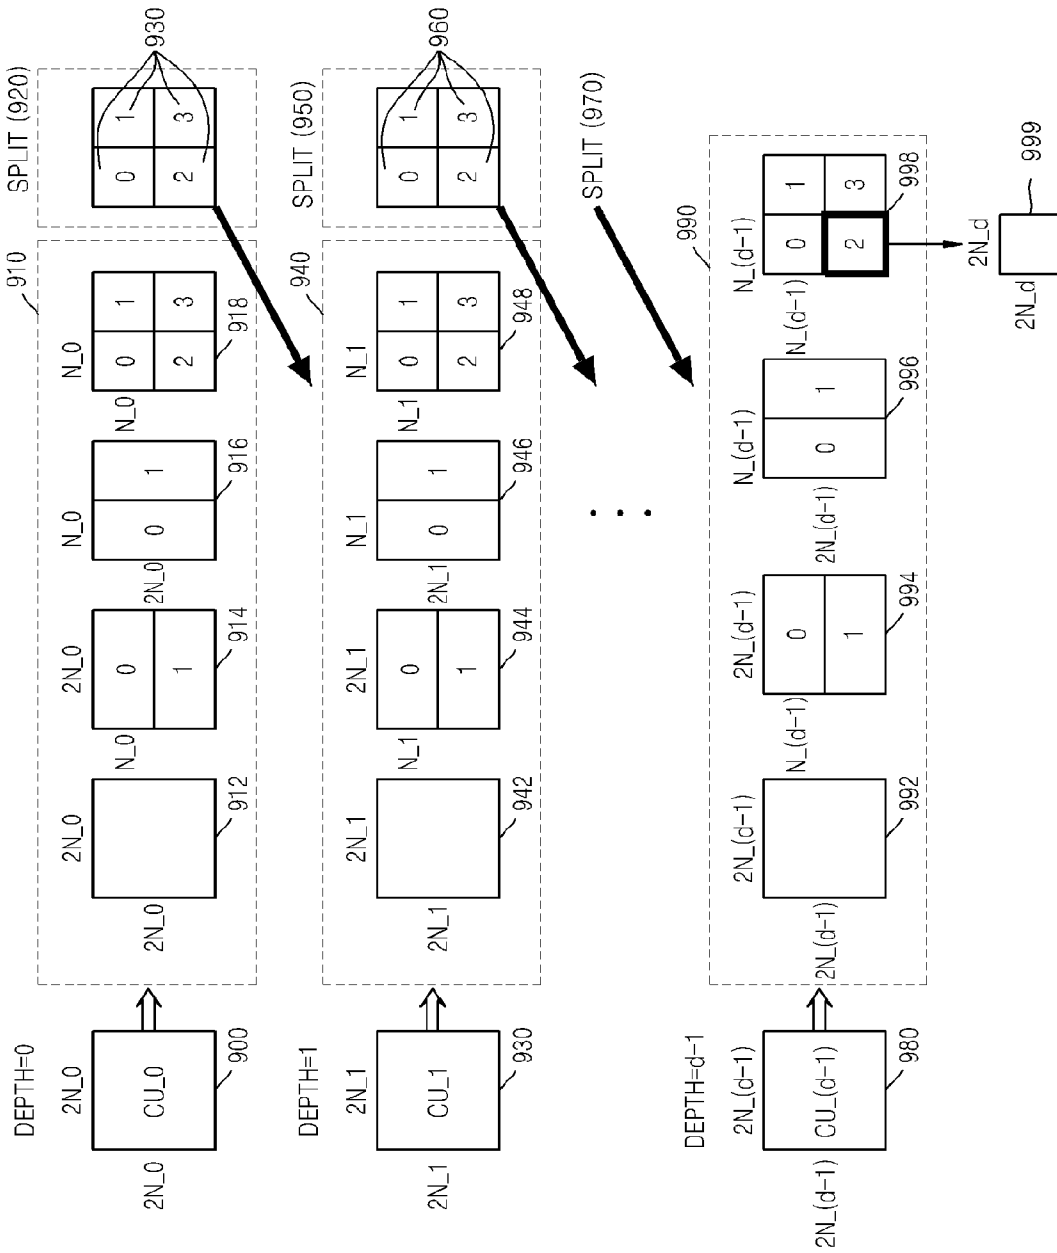 DEPTH=0
2N_0
2N_0
CU_0
900
910
2N_0
2N_0
912
2N_0
N_0
0
1
914
N_0
2N_0
0
1
916
N_0
N_0
0
1
2
3
918
SPLIT (920)
0
1
2
3
930
DEPTH=1
2N_1
2N_1
CU_1
930
940
2N_1
2N_1
942
2N_1
N_1
0
1
944
N_1
2N_1
0
1
946
N_1
N_1
0
1
2
3
948
SPLIT (950)
0
1
2
3
960
. . .
SPLIT (970)
DEPTH=d-1
2N_(d-1)
2N_(d-1)
CU_(d-1)
980
990
2N_(d-1)
2N_(d-1)
992
2N_(d-1)
N_(d-1)
0
1
994
N_(d-1)
2N_(d-1)
0
1
996
N_(d-1)
N_(d-1)
0
1
2
3
998
2N_d
2N_d
999